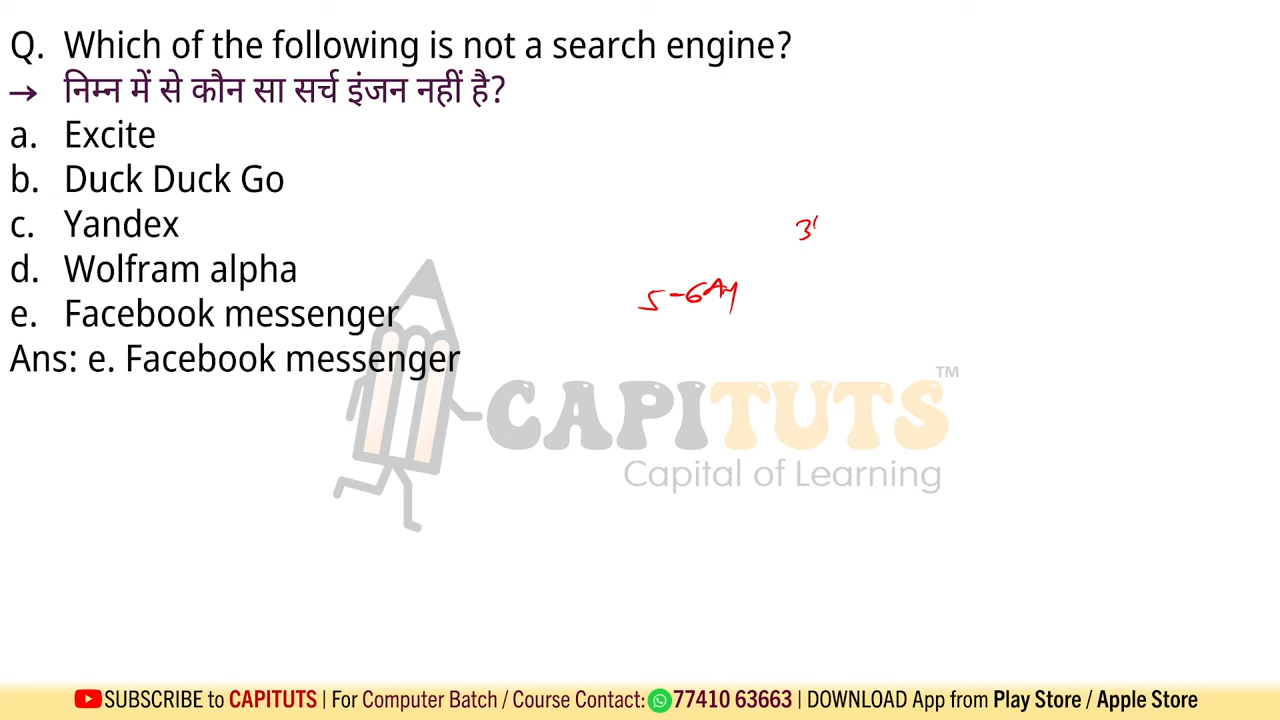 Q. Which of the following is not a search engine?
→ निम्न में से कौन सा सर्च इंजन नहीं है?
a. Excite
b. Duck Duck Go
c. Yandex
d. Wolfram alpha
e. Facebook messenger
Ans: e. Facebook messenger
5-6
CAPITUTS™
Capital of Learning
SUBSCRIBE to CAPITUTS | For Computer Batch / Course Contact: 77410 63663 | DOWNLOAD App from Play Store / Apple Store